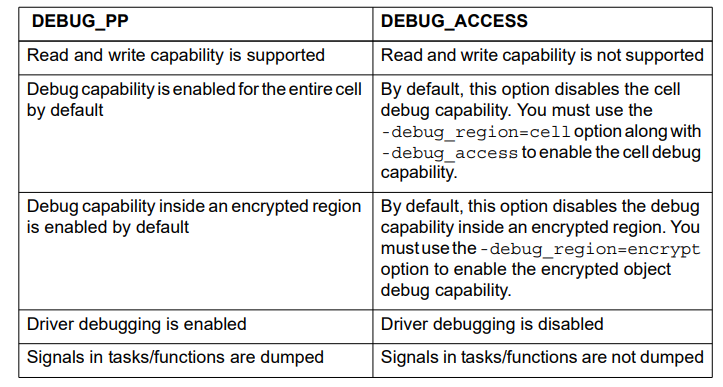 DEBUG_PP
DEBUG_ACCESS
Read and write capability is supported
Read and write capability is not supported
Debug capability is enabled for the entire cell
by default
By default, this option disables the cell
debug capability. You must use the
-debug_region=cell option along with
-debug_access to enable the cell debug
capability.
Debug capability inside an encrypted region
is enabled by default
By default, this option disables the debug
capability inside an encrypted region. You
must use the -debug_region=encrypt
option to enable the encrypted object
debug capability.
Driver debugging is enabled
Driver debugging is disabled
Signals in tasks/functions are dumped
Signals in tasks/functions are not dumped